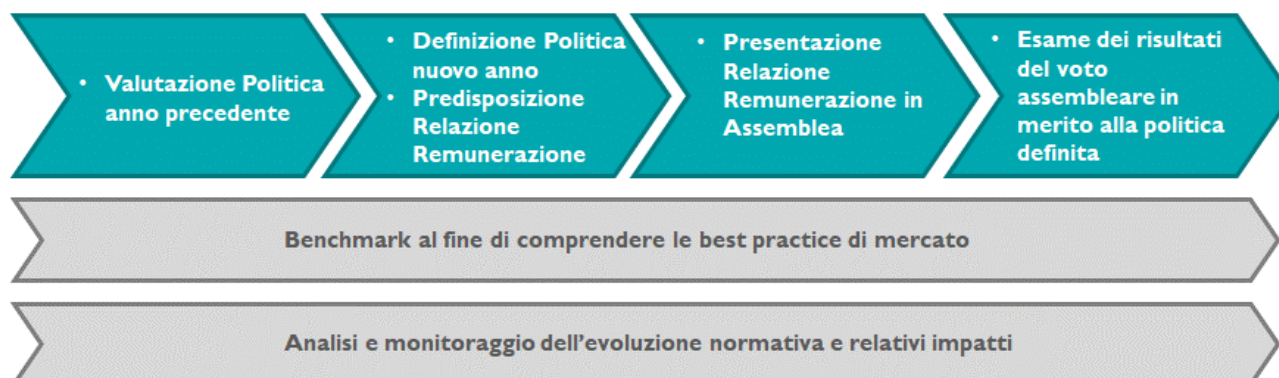 • Valutazione Politica
anno precedente
• Definizione Politica
nuovo anno
• Predisposizione
Relazione
Remunerazione
• Presentazione
Relazione
Remunerazione in
Assemblea
• Esame dei risultati
del voto
assembleare in
merito alla politica
definita
Benchmark al fine di comprendere le best practice di mercato
Analisi e monitoraggio dell'evoluzione normativa e relativi impatti